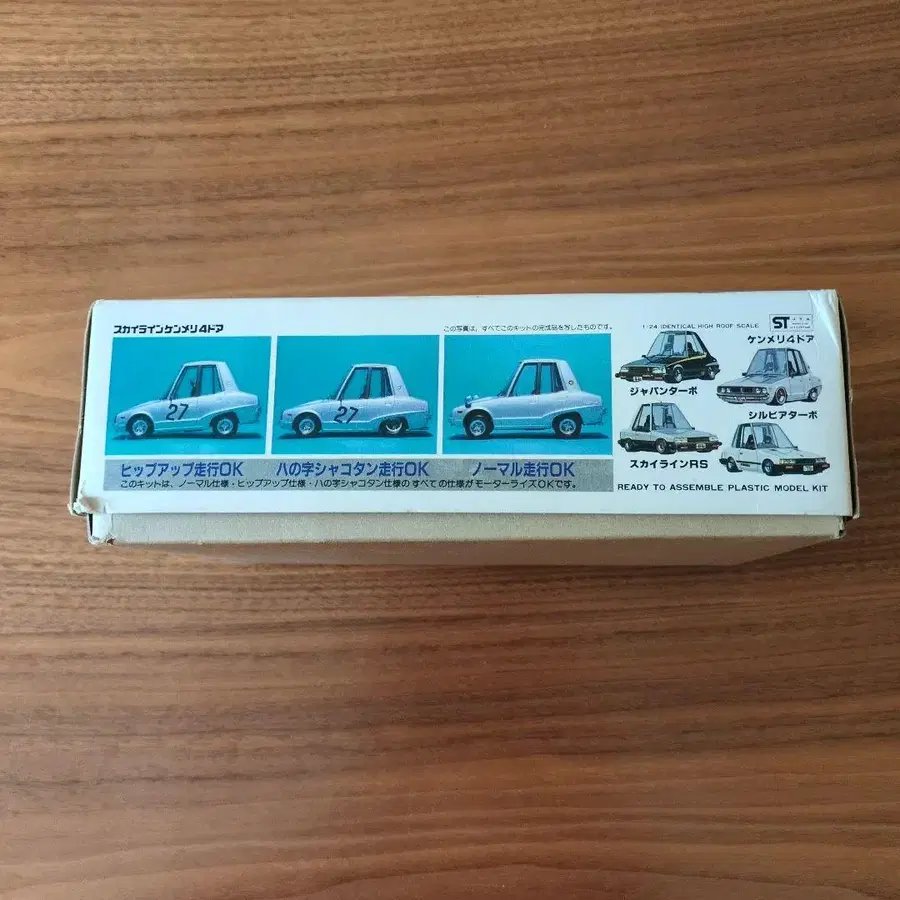 スカイラインケンメリ4ドア
この写真は、すべてこのキットの完成品を写したものです。
27
27
ヒップアップ走行OK
ハの字シャコタン走行OK
ノーマル走行OK
このキットは、ノーマル仕様・ヒップアップ仕様・ハの字シャコタン仕様のすべての仕様がモーターライズOKです。
1/24 IDENTICAL HIGH ROOF SCALE
ST
ケンメリ4ドア
ジャパンターボ
シルビアターボ
スカイラインRS
READY TO ASSEMBLE PLASTIC MODEL KIT